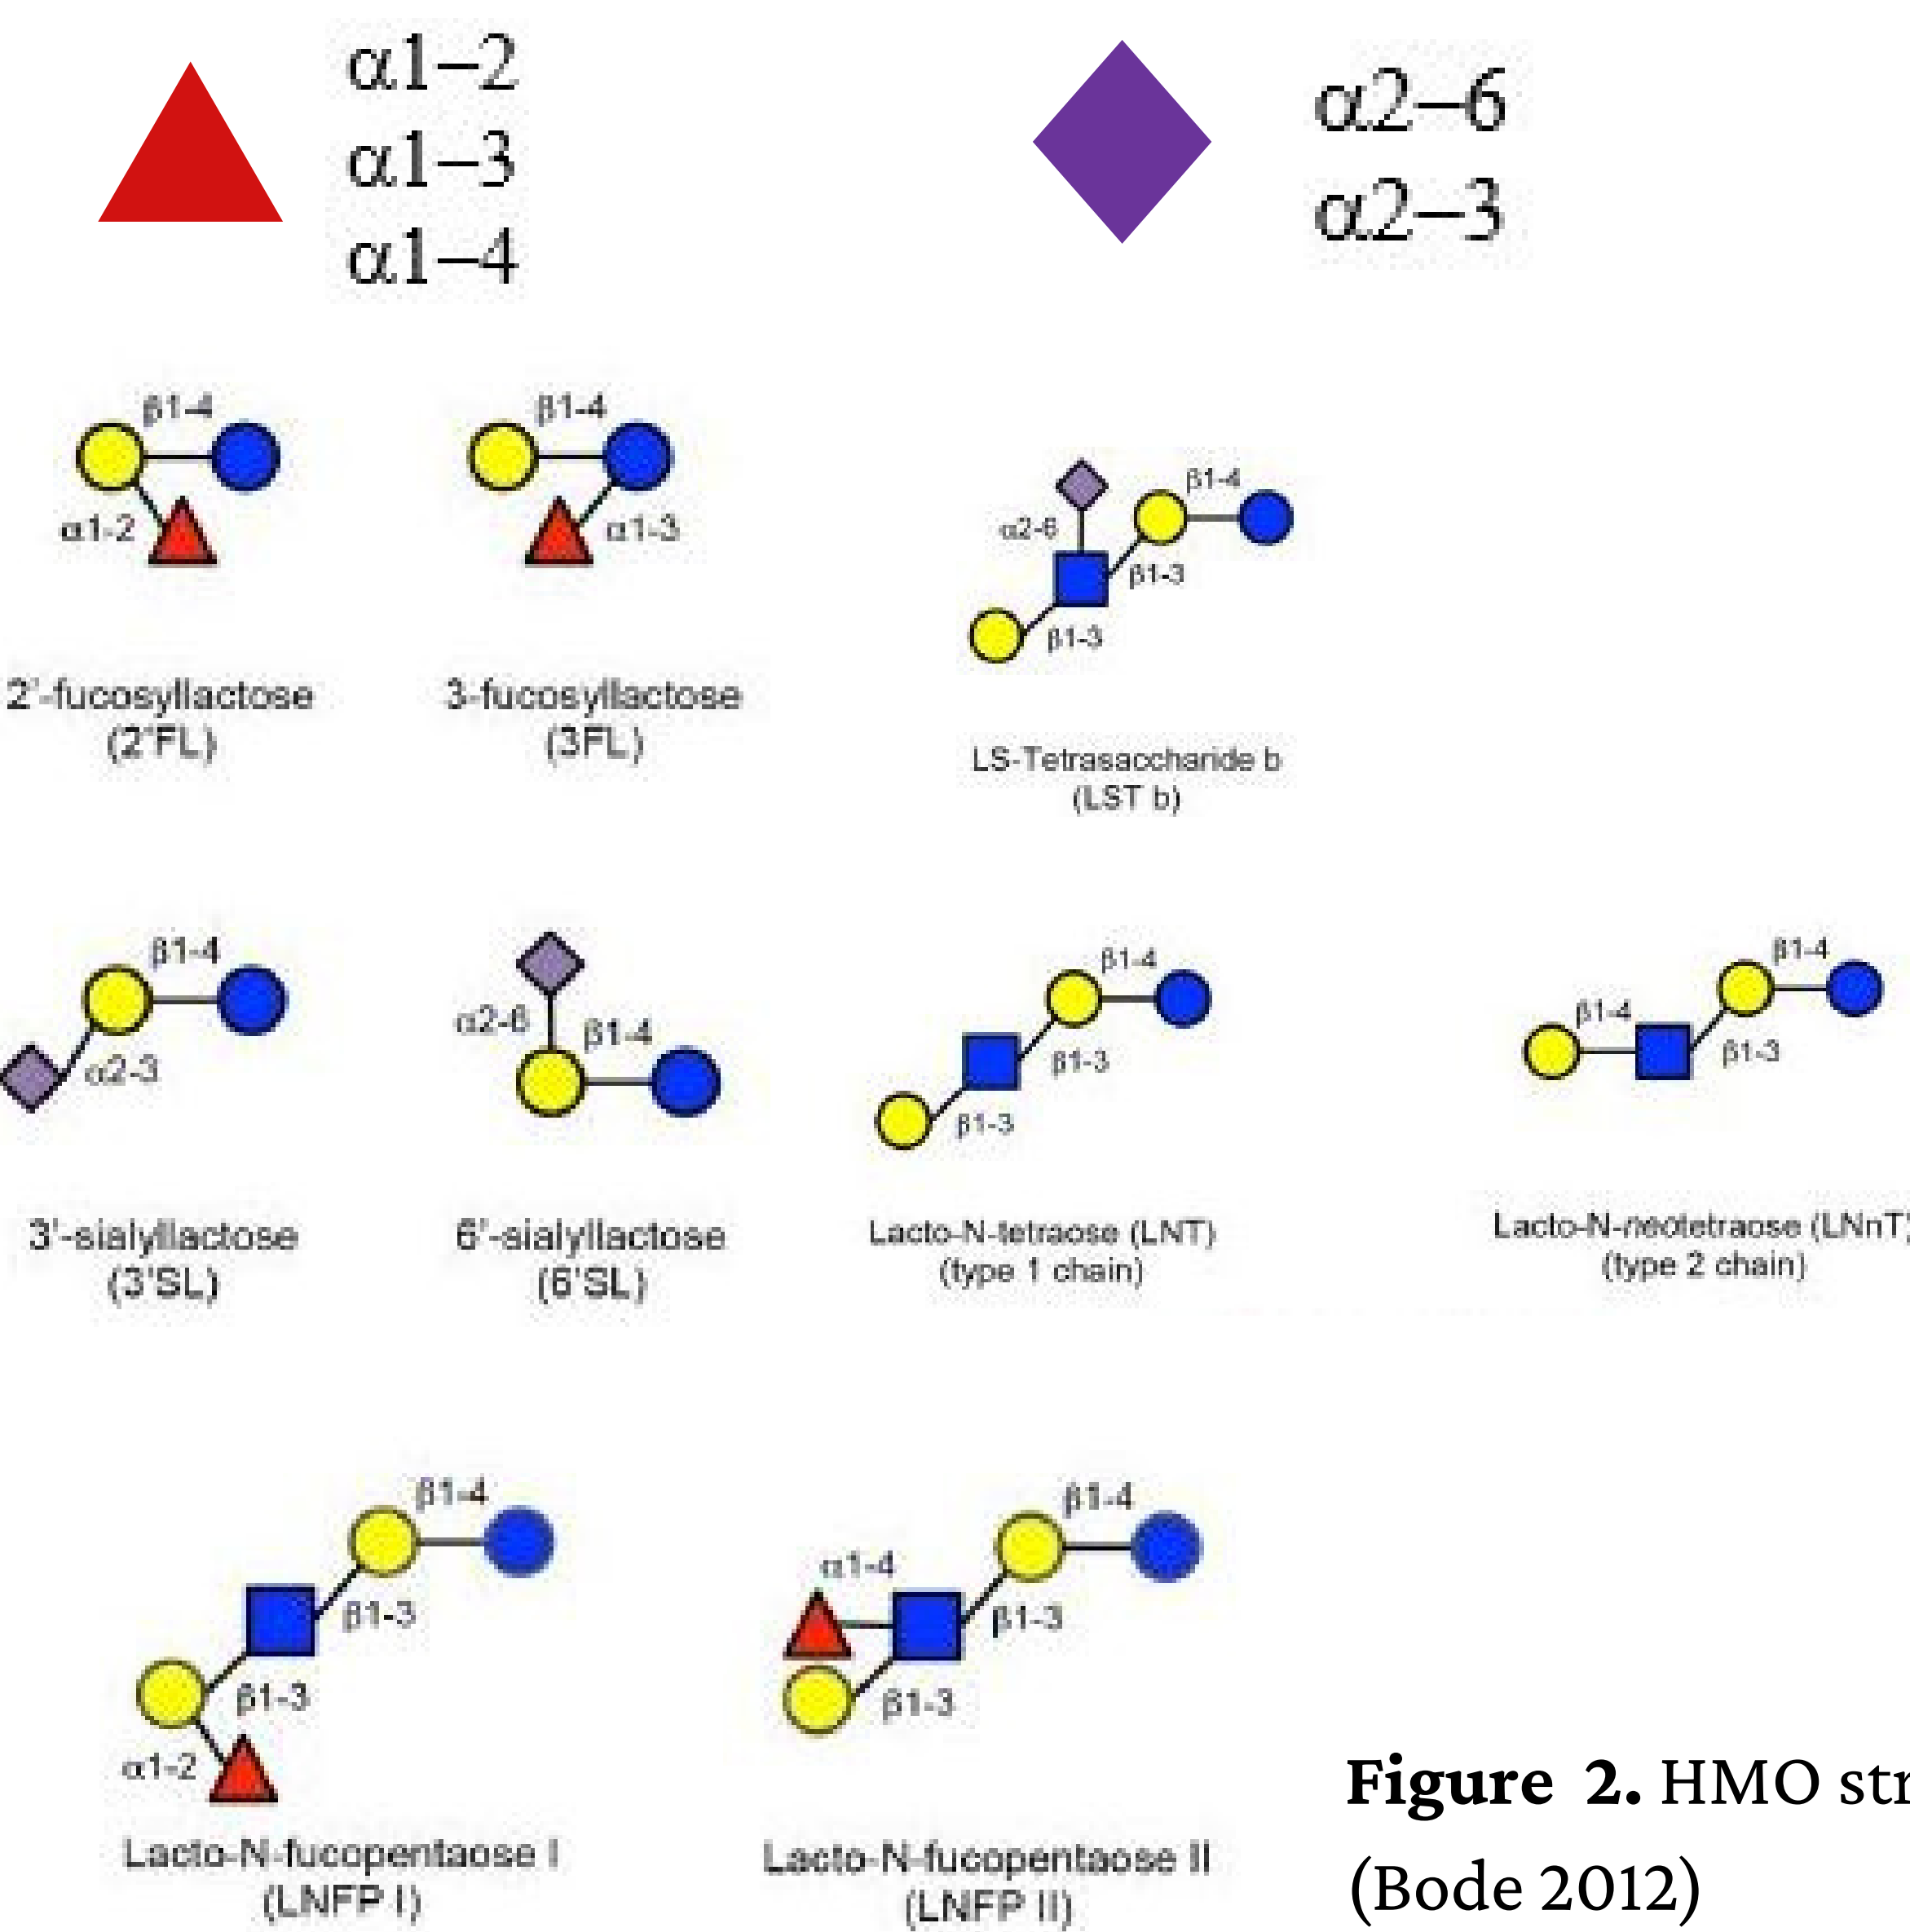 α1–2
α1–3
α1–4
α2–6
α2–3
β1-4
α1-2
2'-fucosyllactose
(2'FL)
β1-4
α1-3
3-fucosyllactose
(3FL)
β1-4
α2-6
β1-3
β1-3
LS-Tetrasaccharide b
(LST b)
β1-4
α2-3
3'-sialyllactose
(3'SL)
α2-6
β1-4
6'-sialyllactose
(6'SL)
β1-4
β1-3
β1-3
Lacto-N-tetraose (LNT)
(type 1 chain)
β1-4
β1-4
β1-3
Lacto-N-neotetraose (LNnT)
(type 2 chain)
β1-4
β1-3
β1-3
α1-2
Lacto-N-fucopentaose I
(LNFP I)
β1-4
α1-4
β1-3
β1-3
Lacto-N-fucopentaose II
(LNFP II)
Figure 2. HMO
(Bode 2012)